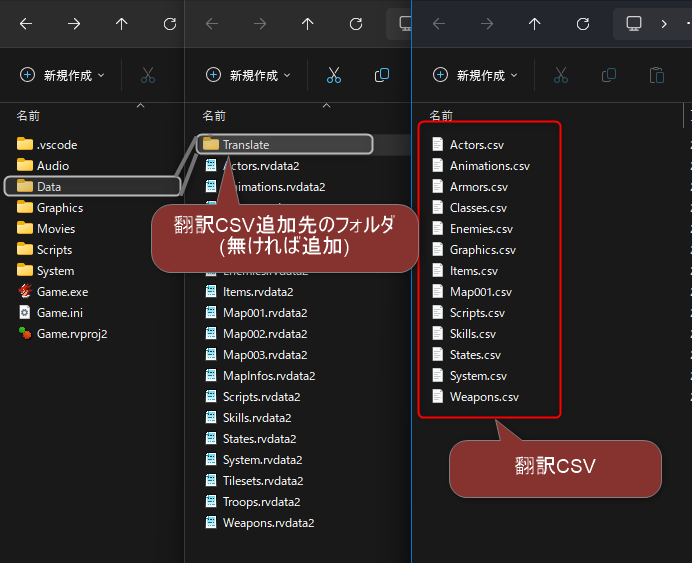 新規作成
名前
.vscode
Audio
Data
Graphics
Movies
Scripts
System
Game.exe
Game.ini
Game.rvproj2
新規作成
名前
Translate
Actors.rvdata2
Animations.rvdata2
翻訳CSV追加先のフォルダ
(無ければ追加)
Enemies.rvdata2
Items.rvdata2
Map001.rvdata2
Map002.rvdata2
Map003.rvdata2
MapInfos.rvdata2
Scripts.rvdata2
Skills.rvdata2
States.rvdata2
System.rvdata2
Tilesets.rvdata2
Troops.rvdata2
Weapons.rvdata2
新規作成
名前
Actors.csv
Animations.csv
Armors.csv
Classes.csv
Enemies.csv
Graphics.csv
Items.csv
Map001.csv
Scripts.csv
Skills.csv
States.csv
System.csv
Weapons.csv
翻訳CSV